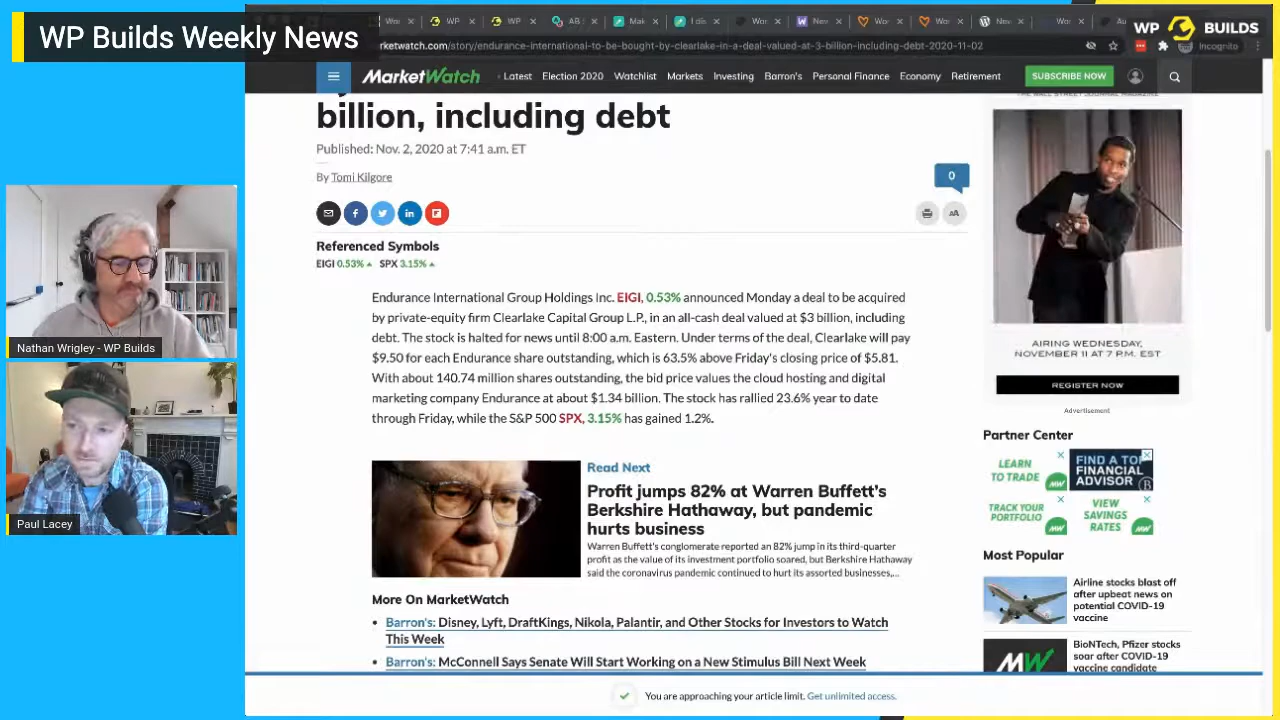 WP Builds Weekly News
WP BUILDS
rketwatch.com/story/endurance-international-to-be-bought-by-clearlake-in-a-deal-valued-at-3-billion-including-debt-2020-11-02
Incognito
MarketWatch
Latest Election 2020 Watchlist Markets Investing Barron's Personal Finance Economy Retirement
SUBSCRIBE NOW
billion, including debt
Published: Nov. 2, 2020 at 7:41 a.m. ET
By Tomi Kilgore
0
AA
Referenced Symbols
EIGI 0.53% SPX 3.15%
Endurance International Group Holdings Inc. EIGI, 0.53% announced Monday a deal to be acquired
by private-equity firm Clearlake Capital Group L.P., in an all-cash deal valued at $3 billion, including
debt. The stock is halted for news until 8:00 a.m. Eastern. Under terms of the deal, Clearlake will pay
$9.50 for each Endurance share outstanding, which is 63.5% above Friday's closing price of $5.81.
With about 140.74 million shares outstanding, the bid price values the cloud hosting and digital
marketing company Endurance at about $1.34 billion. The stock has rallied 23.6% year to date
through Friday, while the S&P 500 SPX, 3.15% has gained 1.2%.
Read Next
Profit jumps 82% at Warren Buffett's
Berkshire Hathaway, but pandemic
hurts business
Warren Buffett's conglomerate reported an 82% jump in its third-quarter
profit as the value of its investment portfolio soared, but Berkshire Hathaway
said the coronavirus pandemic continued to hurt its assorted businesses,...
More On MarketWatch
• Barron's: Disney, Lyft, DraftKings, Nikola, Palantir, and Other Stocks for Investors to Watch
This Week
• Barron's: McConnell Says Senate Will Start Working on a New Stimulus Bill Next Week
You are approaching your article limit. Get unlimited access.
AIRING WEDNESDAY,
NOVEMBER 11 AT 7 P.M. EST
REGISTER NOW
Advertisement
Partner Center
LEARN
TO TRADE
FIND A TOP
FINANCIAL
ADVISOR
TRACK YOUR
PORTFOLIO
VIEW
SAVINGS
RATES
Most Popular
Airline stocks blast off
after upbeat news on
potential COVID-19
vaccine
MW
BioNTech, Pfizer stocks
soar after COVID-19
vaccine candidate
Nathan Wrigley - WP Builds
Paul Lacey